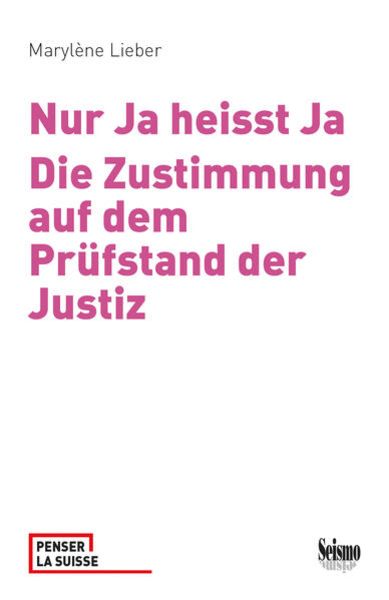 Marylène Lieber
Nur Ja heisst Ja
Die Zustimmung
auf dem
Prüfstand der
Justiz
PENSER
LA SUISSE
Seismo